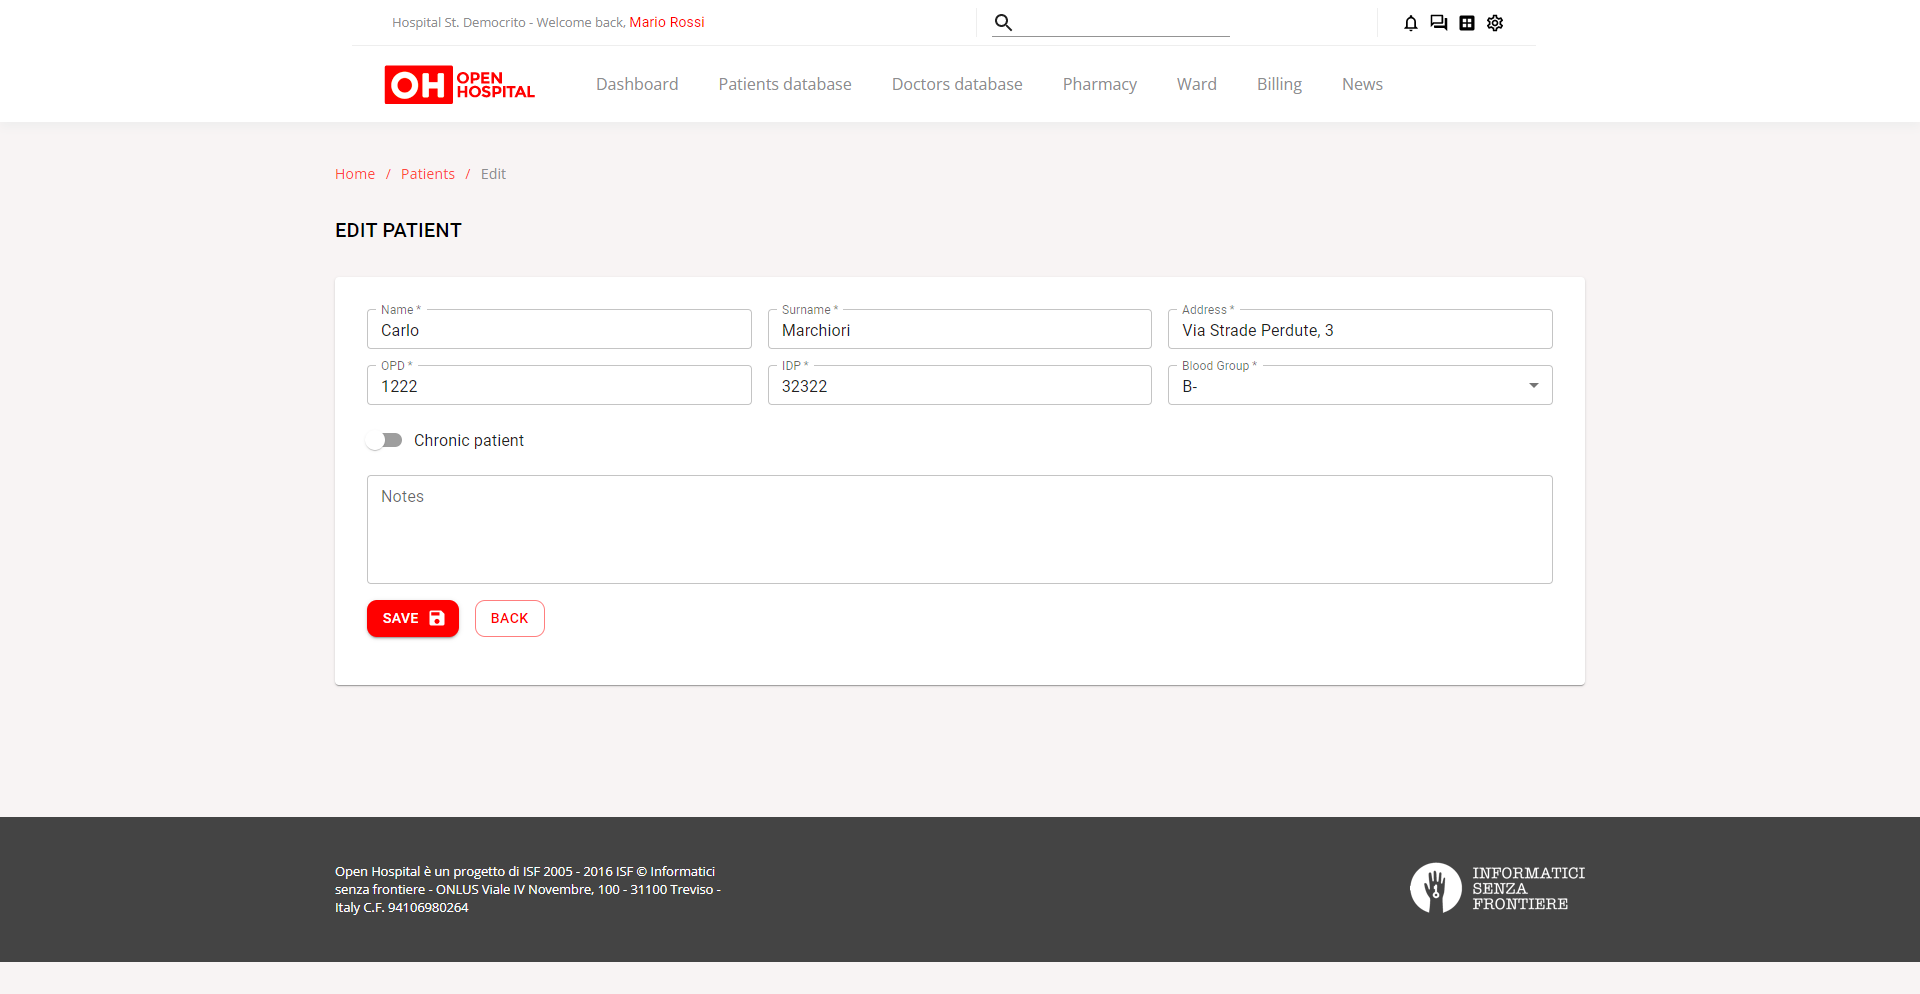 Hospital St. Democrito - Welcome back, Mario Rossi
OH OPEN HOSPITAL
Dashboard Patients database Doctors database Pharmacy Ward Billing News
Home / Patients / Edit
EDIT PATIENT
Name * Surname * Address *
Carlo Marchiori Via Strade Perdute, 3
OPD * IDP * Blood Group *
1222 32322 B-
Chronic patient
Notes
SAVE BACK
Open Hospital è un progetto di ISF 2005 - 2016 ISF © Informatici
senza frontiere - ONLUS Viale IV Novembre, 100 - 31100 Treviso -
Italy C.F. 94106980264
INFORMATICI
SENZA
FRONTIERE